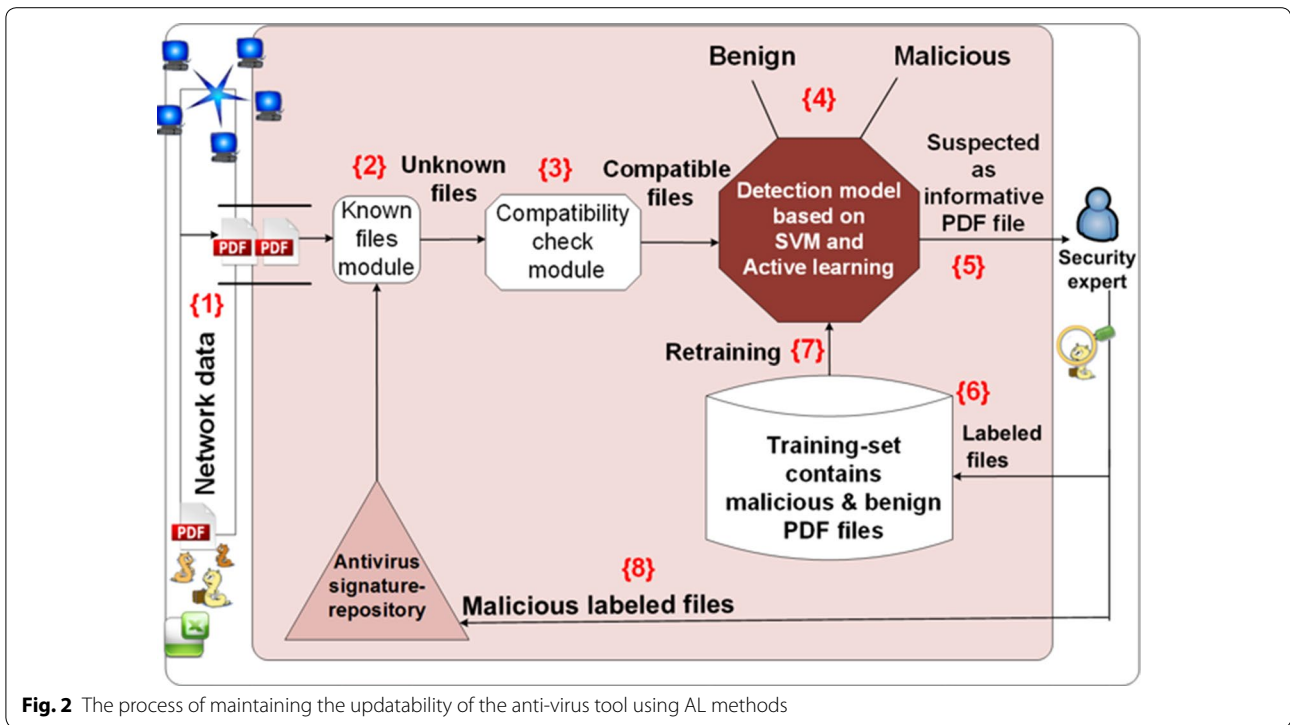 Benign
Malicious
{4}
{2}
Unknown
files
{3}
Compatible
files
Suspected
as
informative
PDF file
PDF
PDF
Known
files
module
Compatibility
check
module
Detection model
based on
SVM and
Active learning
{5}
Security
expert
{1}
Network data
Retraining
{7}
{6}
Labeled
files
Training-set
contains
malicious & benign
PDF files
PDF
Antivirus
signature-
repository
{8}
Malicious labeled files
X
Fig. 2 The process of maintaining the updatability of the anti-virus tool using AL methods